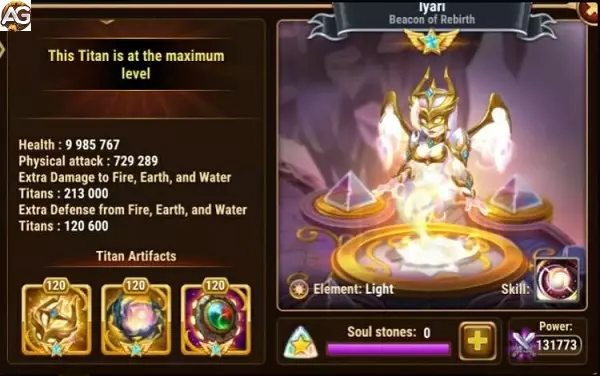 AG
Iyari
Beacon of Rebirth
This Titan is at the maximum
level
Health : 9 985 767
Physical attack : 729 289
Extra Damage to Fire, Earth, and Water
Titans : 213 000
Extra Defense from Fire, Earth, and Water
Titans : 120 600
Titan Artifacts
120
120
120
Element: Light
Skill:
Soul stones: 0
Power:
131773